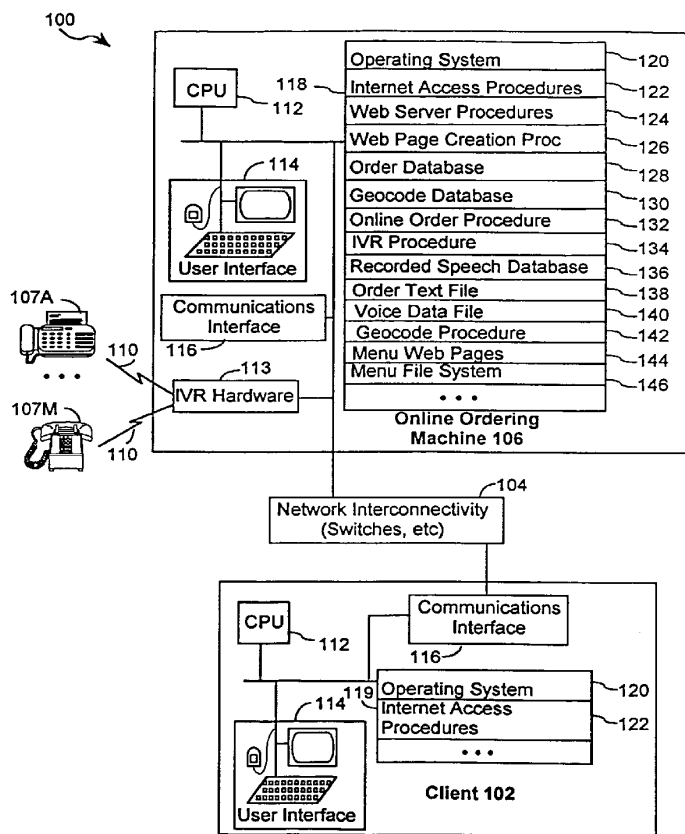 100
CPU
112
118
Operating System
120
Internet Access Procedures
122
Web Server Procedures
124
Web Page Creation Proc
126
Order Database
128
Geocode Database
130
Online Order Procedure
132
IVR Procedure
134
Recorded Speech Database
136
Order Text File
138
Voice Data File
140
Geocode Procedure
142
Menu Web Pages
144
Menu File System
146
• • •
Online Ordering
Machine 106
114
User Interface
Communications
Interface
116
107A
110
• • •
113
IVR Hardware
107M
110
104
Network Interconnectivity
(Switches, etc)
CPU
112
Communications
Interface
116
114
User Interface
119
Operating System
120
Internet Access
Procedures
122
• • •
Client 102